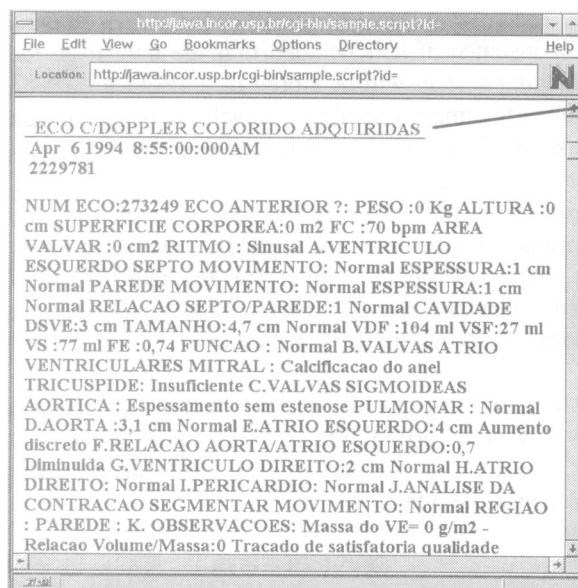 http://jawa.incor.usp.br/cgi-bin/sample.script?id=
File Edit View Go Bookmarks Options Directory Help
Location: http://jawa.incor.usp.br/cgi-bin/sample.script?id=
N
ECO C/DOPPLER COLORIDO ADQUIRIDAS
Apr 6 1994 8:55:00:000AM
2229781
NUM ECO:273249 ECO ANTERIOR ?: PESO :0 Kg ALTURA :0
cm SUPERFICIE CORPOREA:0 m2 FC :70 bpm AREA
VALVAR :0 cm2 RITMO : Sinusal A.VENTRICULO
ESQUERDO SEPTO MOVIMENTO: Normal ESPESSURA:1 cm
Normal PAREDE MOVIMENTO: Normal ESPESSURA:1 cm
Normal RELACAO SEPTO/PAREDE:1 Normal CAVIDADE
DSVE:3 cm TAMANHO:4,7 cm Normal VDF :104 ml VSF:27 ml
VS :77 ml FE :0,74 FUNCAO : Normal B.VALVAS ATRIO
VENTRICULARES MITRAL : Calcificacao do anel
TRICUSPIDE: Insuficiente C.VALVAS SIGMOIDEAS
AORTICA : Espessamento sem estenose PULMONAR : Normal
D.AORTA :3,1 cm Normal E.ATRIO ESQUERDO:4 cm Aumento
discreto F.RELACAO AORTA/ATRIO ESQUERDO:0,7
Diminuida G.VENTRICULO DIREITO:2 cm Normal H.ATRIO
DIREITO: Normal I.PERICARDIO: Normal J.ANALISE DA
CONTRACAO SEGMENTAR MOVIMENTO: Normal REGIAO
: PAREDE : K. OBSERVACOES: Massa do VE= 0 g/m2 -
Relacao Volume/Massa:0 Tracado de satisfatoria qualidade